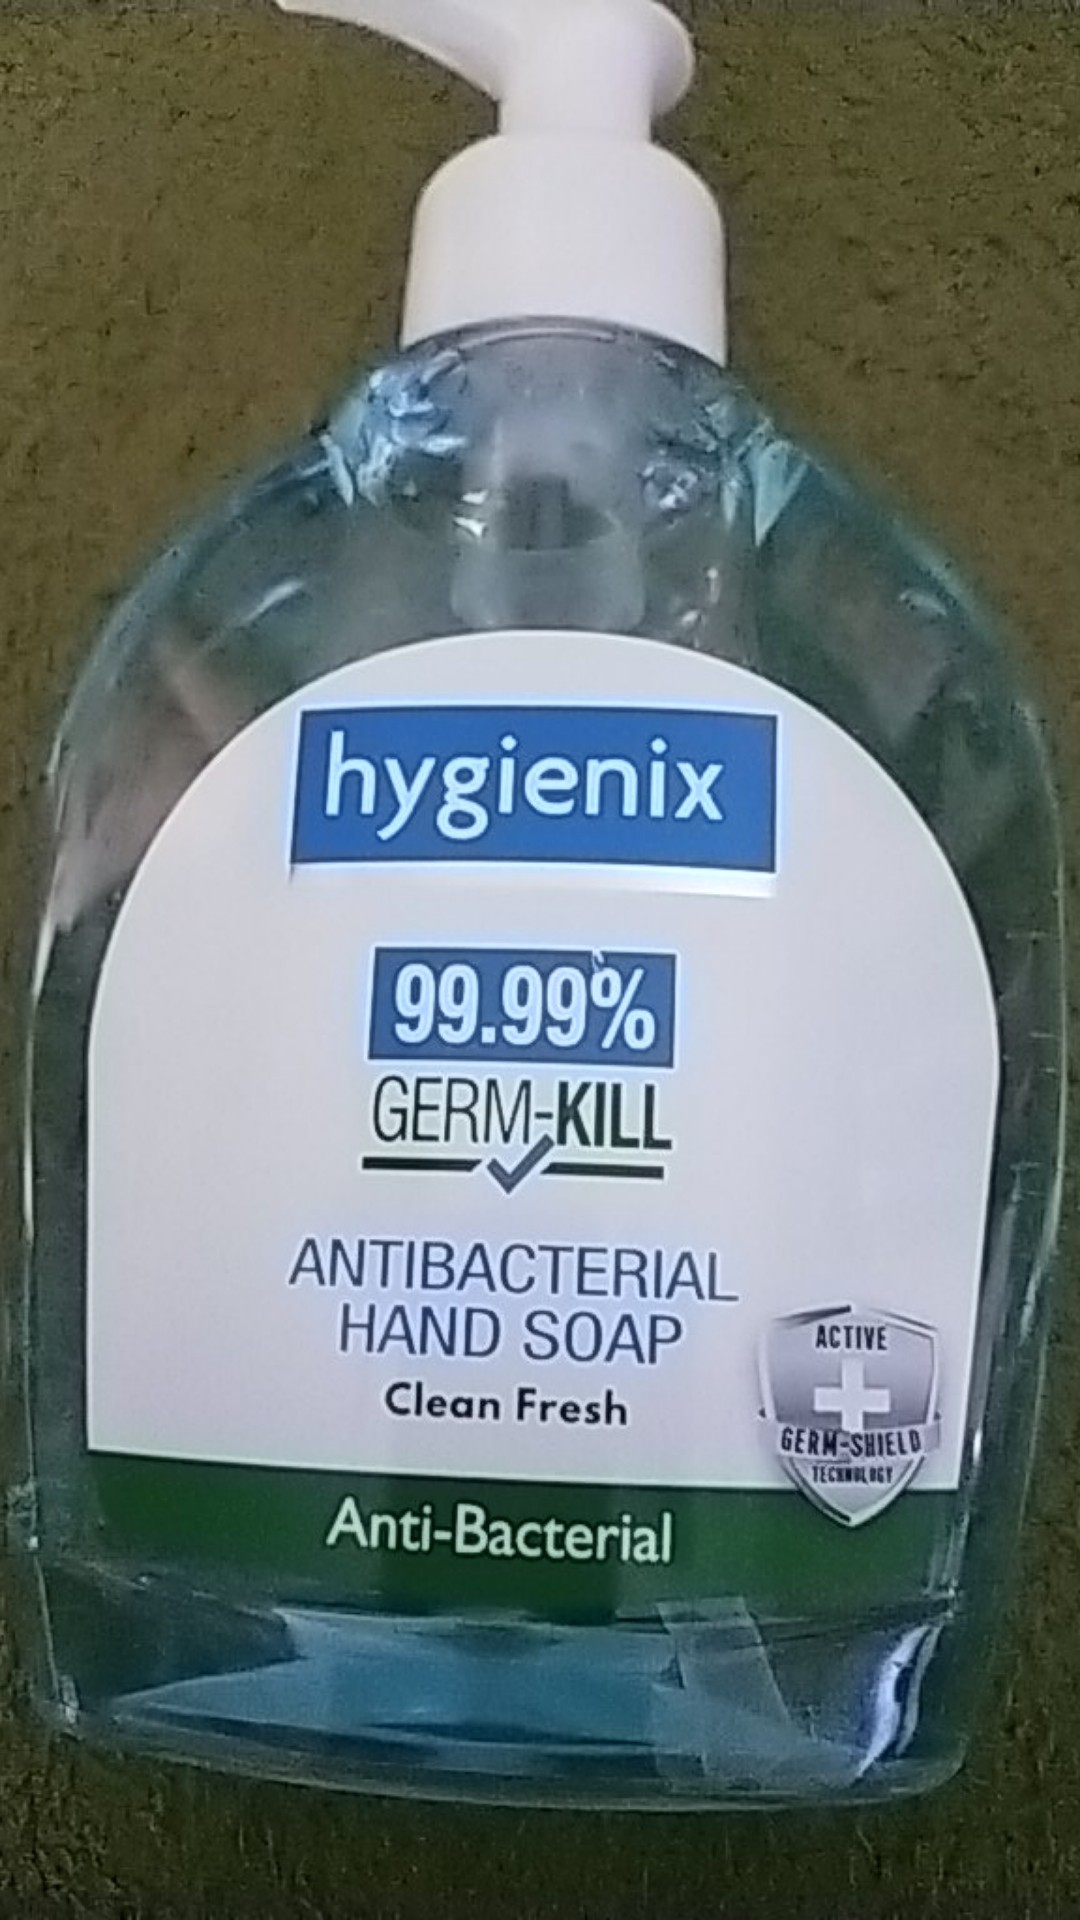 hygienix
99.99%
GERM-KILL
ANTIBACTERIAL
HAND SOAP
Clean Fresh
ACTIVE
GERM-SHIELD
TECHNOLOGY
Anti-Bacterial